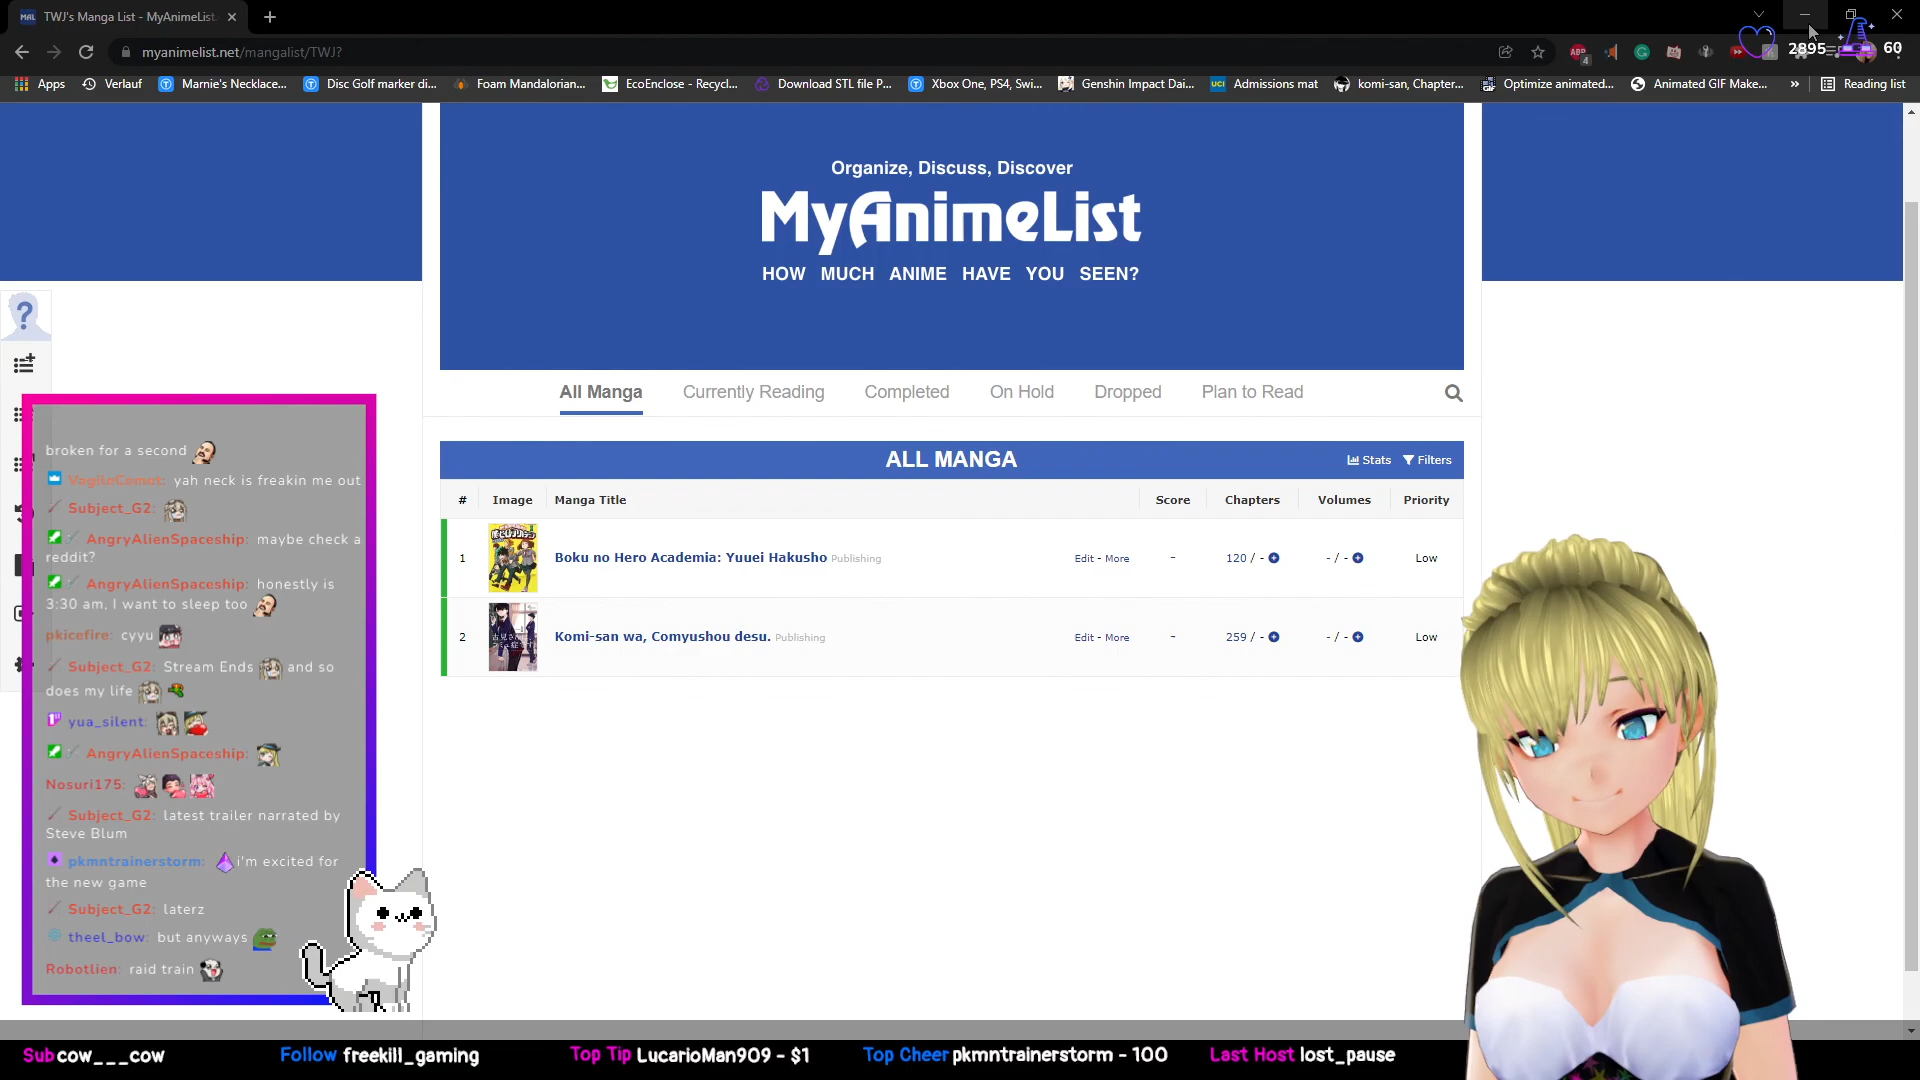 TWJ's Manga List - MyAnimeList
myanimelist.net/mangalist/TWJ?
2895
60
Apps
Verlauf
Marnie's Necklace...
Disc Golf marker di...
Foam Mandalorian...
EcoEnclose - Recycl...
Download STL file P...
Xbox One, PS4, Swi...
Genshin Impact Dai...
UCI
Admissions mat
komi-san, Chapter...
Optimize animated...
Animated GIF Make...
»
Reading list
Organize, Discuss, Discover
MyAnimeList
HOW MUCH ANIME HAVE YOU SEEN?
All Manga
Currently Reading
Completed
On Hold
Dropped
Plan to Read
ALL MANGA
Stats
Filters
# Image Manga Title Score Chapters Volumes Priority
1 Boku no Hero Academia: Yuuei Hakusho Publishing Edit - More - 120 / - - / - Low
2 Komi-san wa, Comyushou desu. Publishing Edit - More - 259 / - - / - Low
broken for a second
yah neck is freakin me out
Subject_G2:
AngryAlienSpaceship: maybe check a
reddit?
AngryAlienSpaceship: honestly is
3:30 am, I want to sleep too
pkicefire: cyyu
Subject_G2: Stream Ends and so
does my life
yua_silent:
AngryAlienSpaceship:
Nosuri175:
Subject_G2: latest trailer narrated by
Steve Blum
pkmntrainerstorm: i'm excited for
the new game
Subject_G2: laterz
theel_bow: but anyways
Robotlien: raid train
Sub cow___cow
Follow freekill_gaming
Top Tip LucarioMan909 - $1
Top Cheer pkmntrainerstorm - 100
Last Host lost_pause